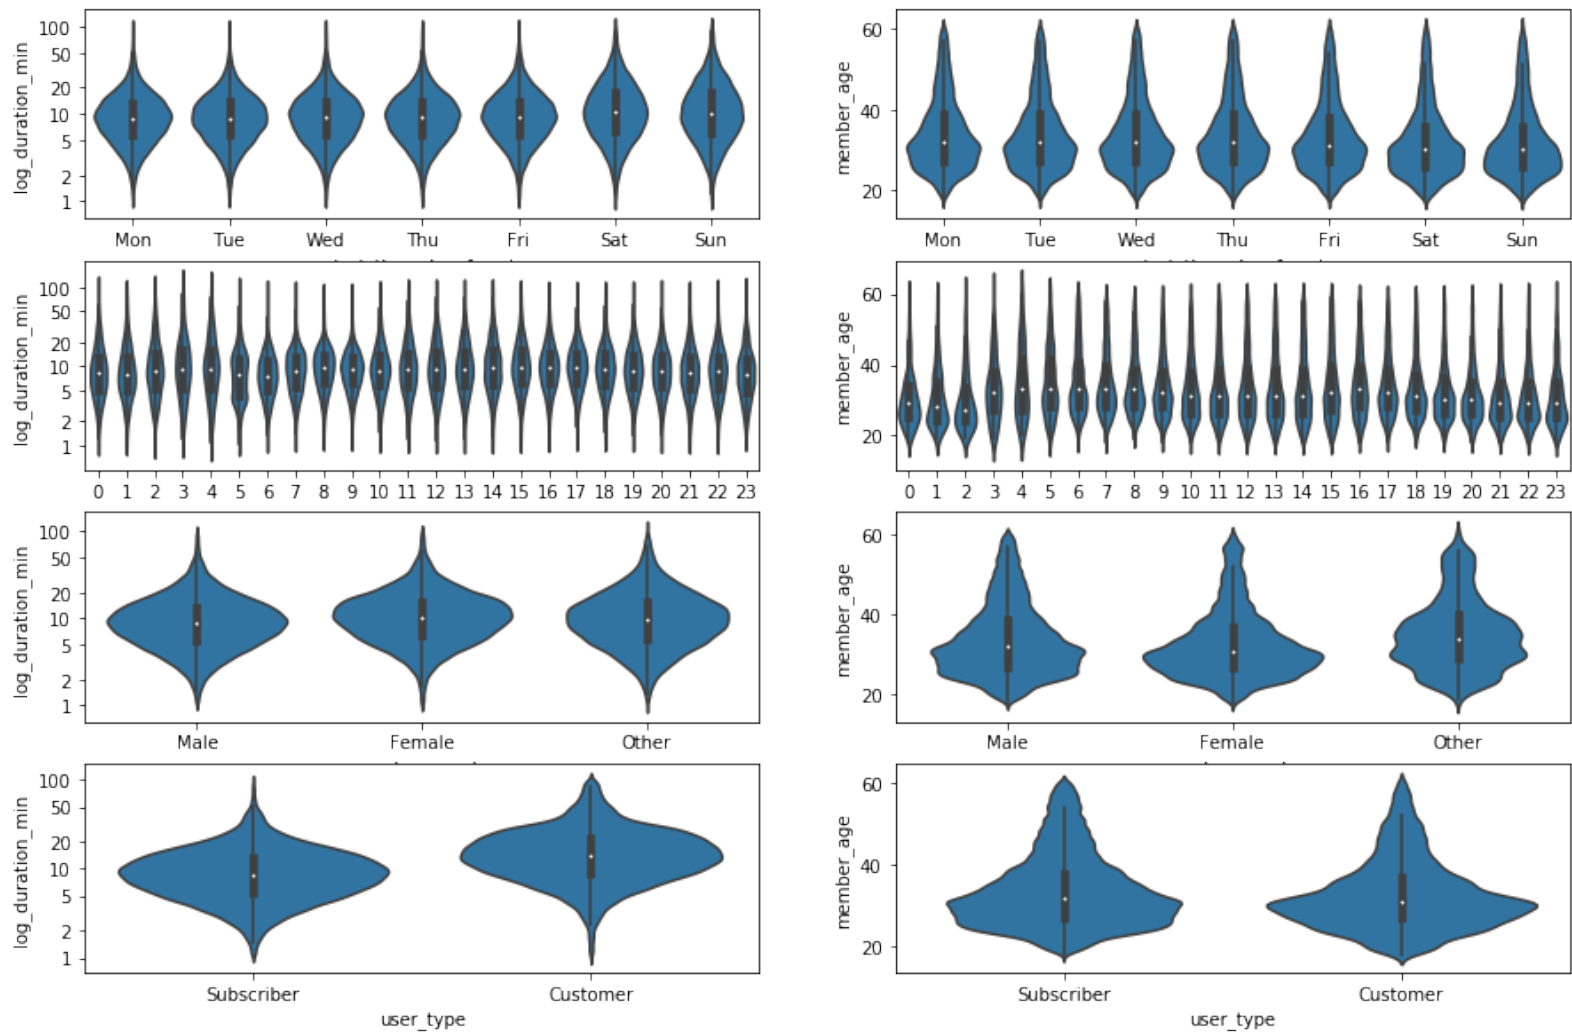 log_duration_min
100
50
20
10
5
2
1
Mon Tue Wed Thu Fri Sat Sun
member_age
60
40
20
Mon Tue Wed Thu Fri Sat Sun
log_duration_min
100
50
20
10
5
2
1
0 1 2 3 4 5 6 7 8 9 10 11 12 13 14 15 16 17 18 19 20 21 22 23
member_age
60
40
20
0 1 2 3 4 5 6 7 8 9 10 11 12 13 14 15 16 17 18 19 20 21 22 23
log_duration_min
100
50
20
10
5
2
1
Male Female Other
member_age
60
40
20
Male Female Other
log_duration_min
100
50
20
10
5
2
1
Subscriber Customer
user_type
member_age
60
40
20
Subscriber Customer
user_type